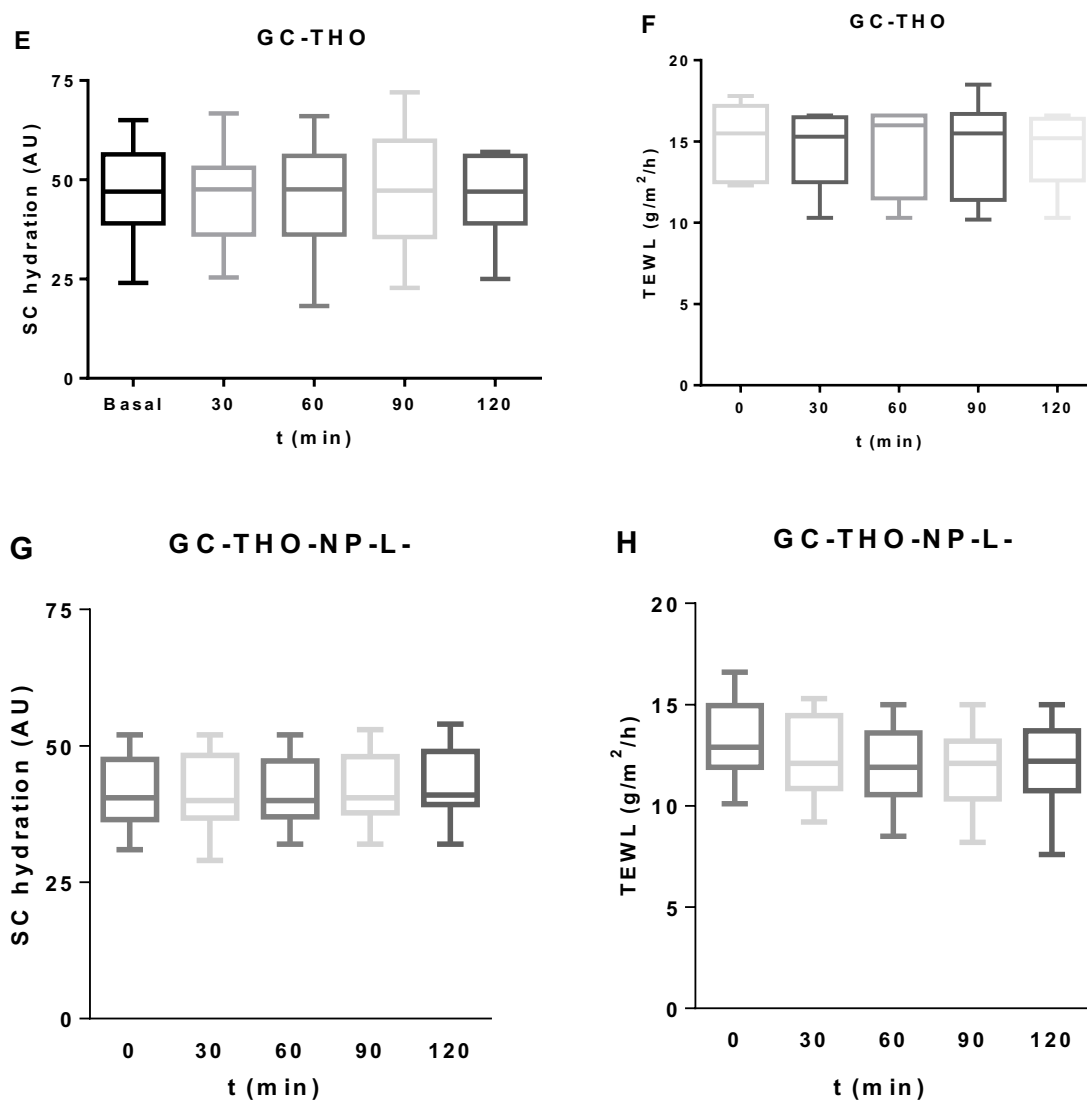 E
GC-THO
SC hydration (AU)
75
50
25
0
Basal 30 60 90 120
t (min)
F
GC-THO
TEWL (g/m²/h)
20
15
10
5
0
0 30 60 90 120
t (min)
G
GC-THO-NP-L-
SC hydration (AU)
75
50
25
0
0 30 60 90 120
t (min)
H
GC-THO-NP-L-
TEWL (g/m²/h)
20
15
10
5
0
0 30 60 90 120
t (min)